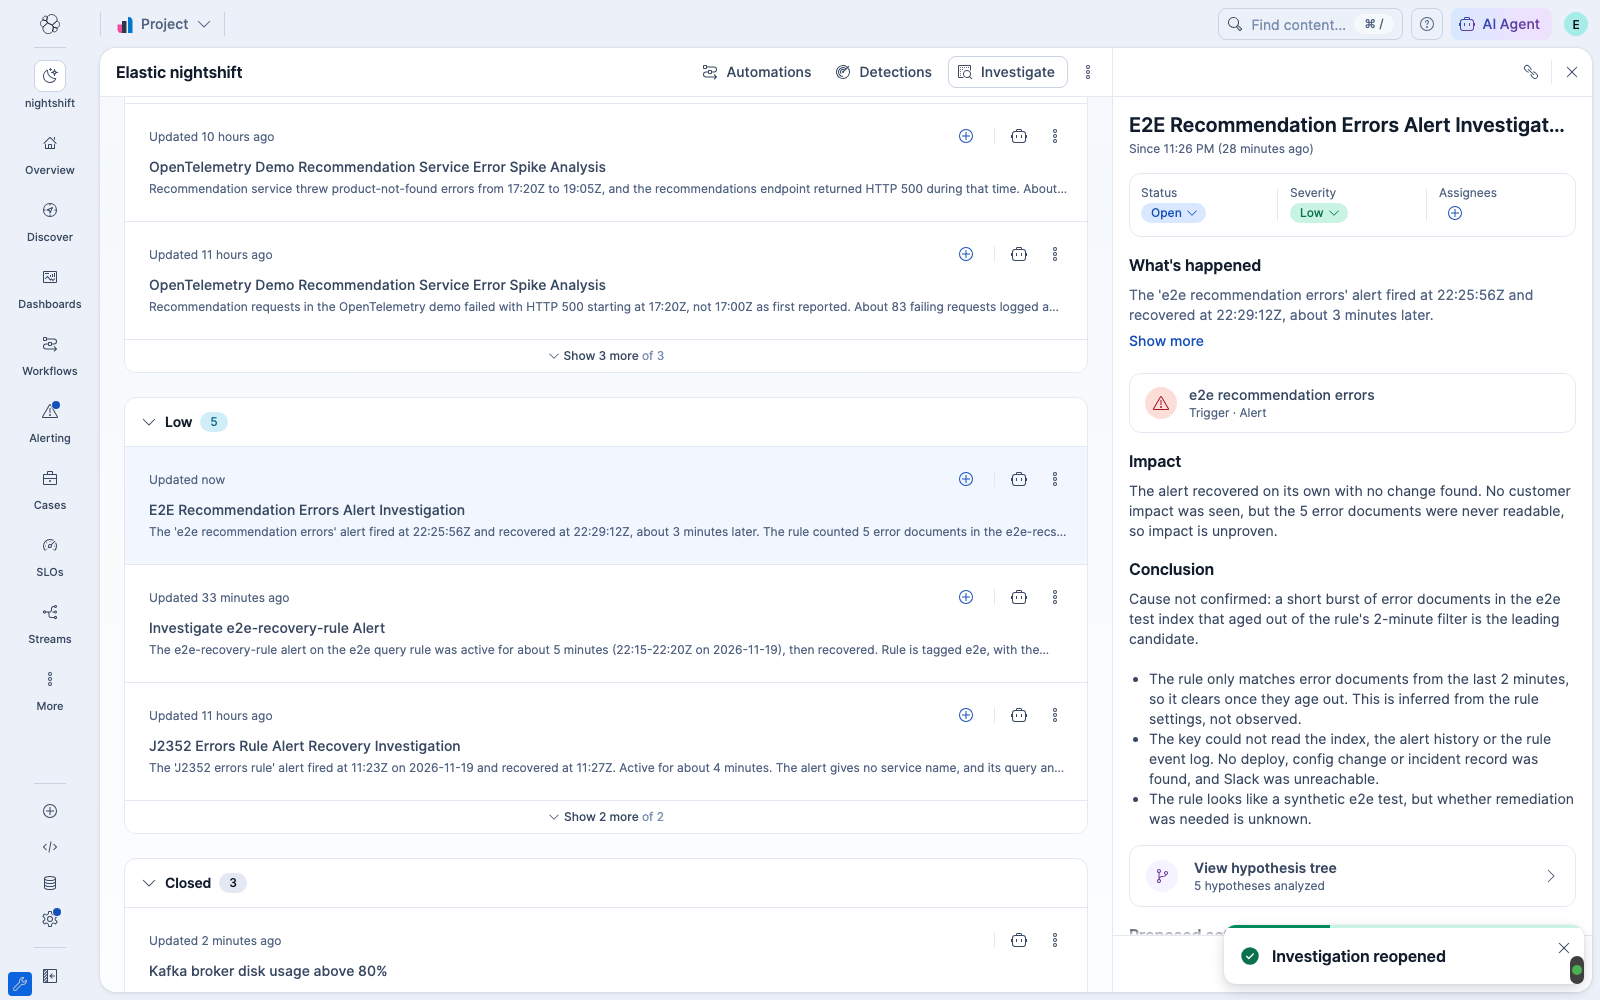 Project
Find content...
⌘ /
AI Agent
E
nightshift
Overview
Discover
Dashboards
Workflows
Alerting
Cases
SLOs
Streams
More
Elastic nightshift
Automations
Detections
Investigate
Updated 10 hours ago
OpenTelemetry Demo Recommendation Service Error Spike Analysis
Recommendation service threw product-not-found errors from 17:20Z to 19:05Z, and the recommendations endpoint returned HTTP 500 during that time. About...
Updated 11 hours ago
OpenTelemetry Demo Recommendation Service Error Spike Analysis
Recommendation requests in the OpenTelemetry demo failed with HTTP 500 starting at 17:20Z, not 17:00Z as first reported. About 83 failing requests logged a...
Show 3 more of 3
Low 5
Updated now
E2E Recommendation Errors Alert Investigation
The 'e2e recommendation errors' alert fired at 22:25:56Z and recovered at 22:29:12Z, about 3 minutes later. The rule counted 5 error documents in the e2e-recs...
Updated 33 minutes ago
Investigate e2e-recovery-rule Alert
The e2e-recovery-rule alert on the e2e query rule was active for about 5 minutes (22:15-22:20Z on 2026-11-19), then recovered. Rule is tagged e2e, with the...
Updated 11 hours ago
J2352 Errors Rule Alert Recovery Investigation
The 'J2352 errors rule' alert fired at 11:23Z on 2026-11-19 and recovered at 11:27Z. Active for about 4 minutes. The alert gives no service name, and its query an...
Show 2 more of 2
Closed 3
Updated 2 minutes ago
Kafka broker disk usage above 80%
E2E Recommendation Errors Alert Investigat...
Since 11:26 PM (28 minutes ago)
Status
Open
Severity
Low
Assignees
What's happened
The 'e2e recommendation errors' alert fired at 22:25:56Z and
recovered at 22:29:12Z, about 3 minutes later.
Show more
e2e recommendation errors
Trigger · Alert
Impact
The alert recovered on its own with no change found. No customer
impact was seen, but the 5 error documents were never readable,
so impact is unproven.
Conclusion
Cause not confirmed: a short burst of error documents in the e2e
test index that aged out of the rule's 2-minute filter is the leading
candidate.
• The rule only matches error documents from the last 2 minutes,
so it clears once they age out. This is inferred from the rule
settings, not observed.
• The key could not read the index, the alert history or the rule
event log. No deploy, config change or incident record was
found, and Slack was unreachable.
• The rule looks like a synthetic e2e test, but whether remediation
was needed is unknown.
View hypothesis tree
5 hypotheses analyzed
Proposed
Investigation reopened